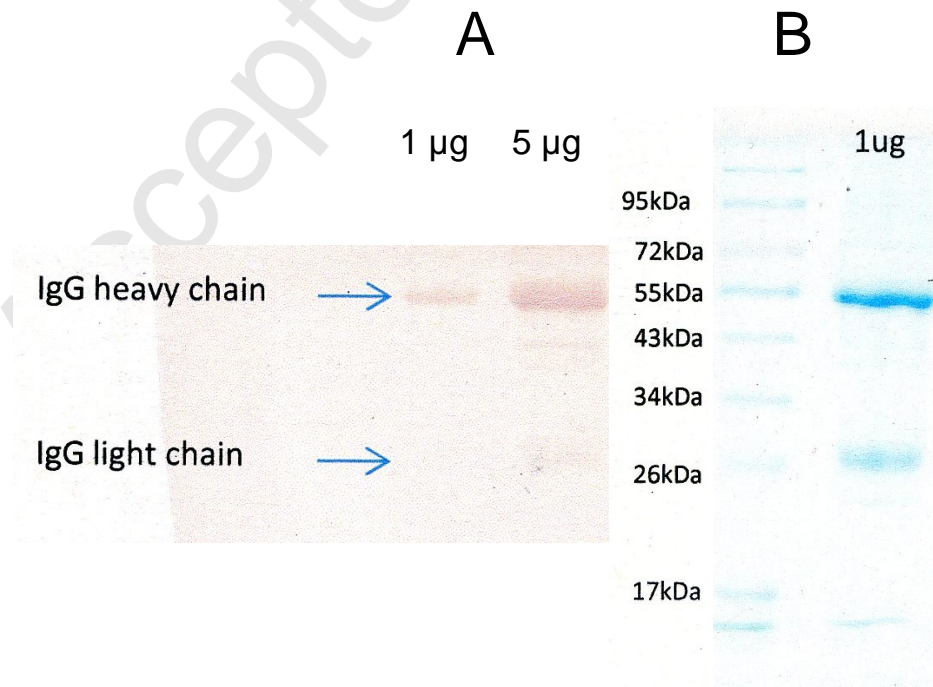 A
B
1 µg
5 µg
1ug
95kDa
72kDa
IgG heavy chain
55kDa
43kDa
34kDa
IgG light chain
26kDa
17kDa